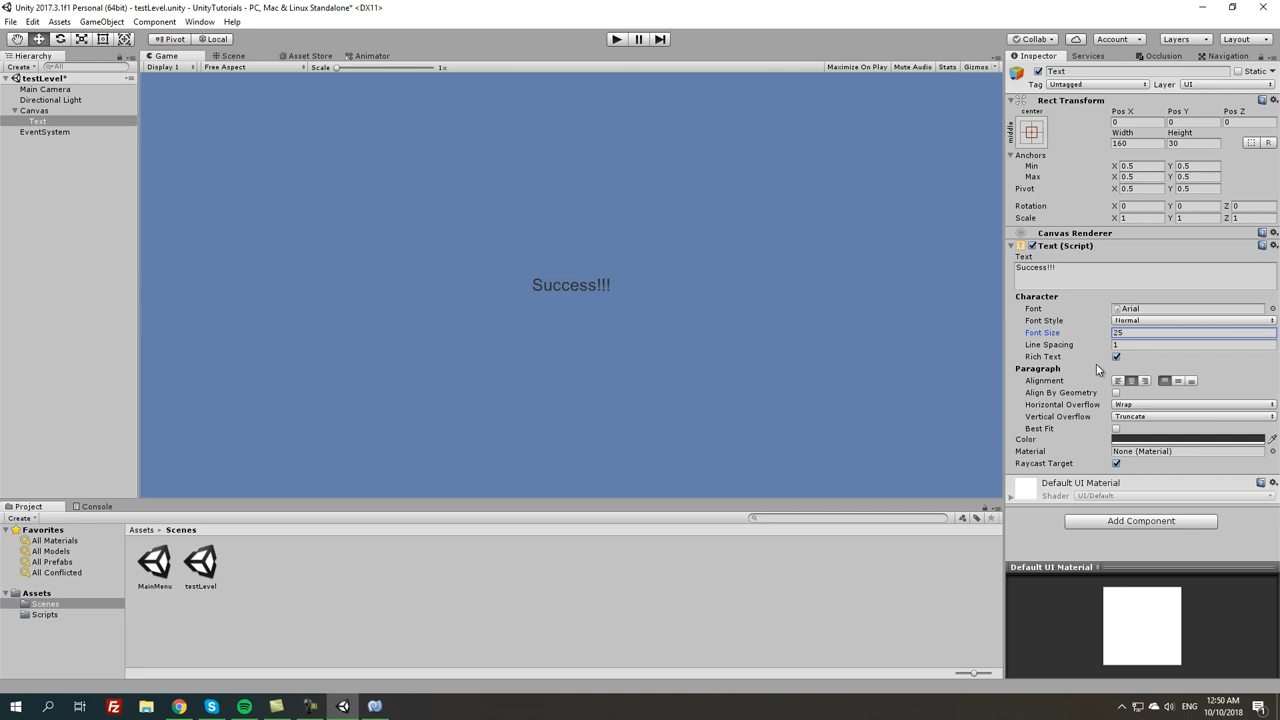 Unity 2017.3.1f1 Personal (64bit) - testLevel.unity - UnityTutorials - PC, Mac & Linux Standalone* <DX11>
File Edit Assets GameObject Component Window Help
Pivot Local Collab Account Layers Layout
Hierarchy
Create All
testLevel*
Main Camera
Directional Light
Canvas
Text
EventSystem
Game Scene Asset Store Animator
Display 1 Free Aspect Scale 1x Maximize On Play Mute Audio Stats Gizmos
Success!!!
Inspector Services Occlusion Navigation
Text Static
Tag Untagged Layer UI
Rect Transform
center Pos X Pos Y Pos Z
middle 0 0 0
Width Height
160 30 R
Anchors
Min X 0.5 Y 0.5
Max X 0.5 Y 0.5
Pivot X 0.5 Y 0.5
Rotation X 0 Y 0 Z 0
Scale X 1 Y 1 Z 1
Canvas Renderer
Text (Script)
Text
Success!!!
Character
Font Arial
Font Style Normal
Font Size 25
Line Spacing 1
Rich Text
Paragraph
Alignment
Align By Geometry
Horizontal Overflow Wrap
Vertical Overflow Truncate
Best Fit
Color
Material None (Material)
Raycast Target
Default UI Material
Shader UI/Default
Add Component
Default UI Material
Project Console
Create
Favorites
All Materials
All Models
All Prefabs
All Conflicted
Assets
Scenes
Scripts
Assets Scenes
MainMenu testLevel
12:50 AM
10/10/2018
1